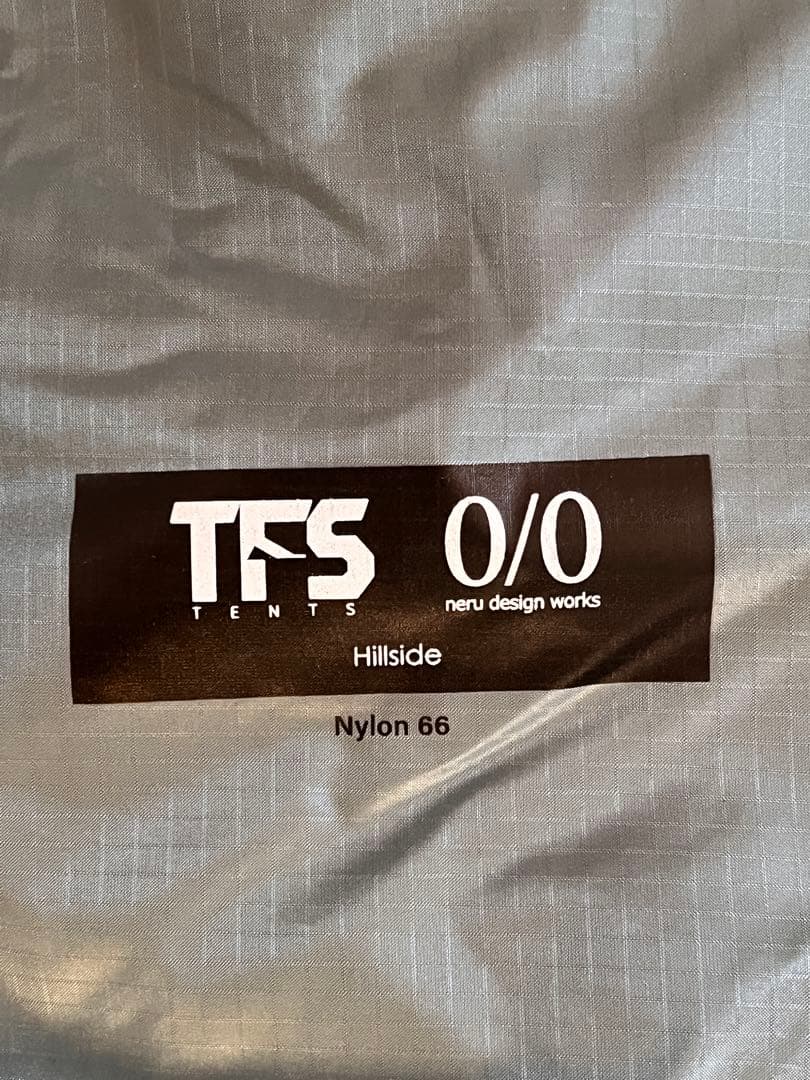 TFS 0/0
TENTS neru design works
Hillside
Nylon 66